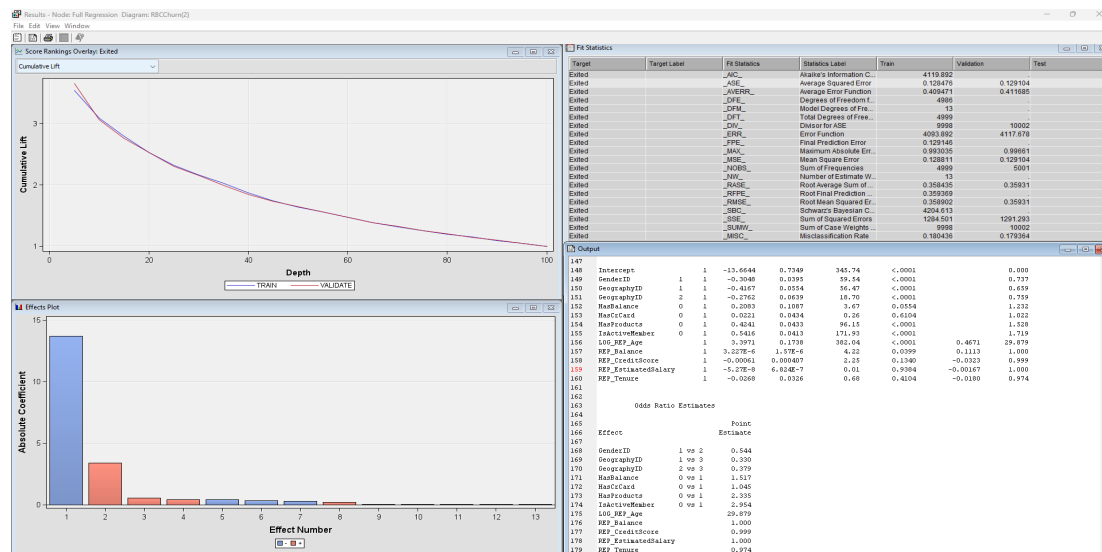 Results - Node: Full Regression Diagram: RBCChurn(2)
File Edit View Window
Score Rankings Overlay: Exited
Cumulative Lift
Cumulative Lift
3
2
1
0 20 40 60 80 100
Depth
TRAIN VALIDATE
Effects Plot
Absolute Coefficient
15
10
5
0
1 2 3 4 5 6 7 8 9 10 11 12 13
Effect Number
- +
Fit Statistics
Target Target Label Fit Statistics Statistics Label Train Validation Test
Exited _AIC_ Akaike's Information C... 4119.892 .
Exited _ASE_ Average Squared Error 0.128476 0.129104
Exited _AVERR_ Average Error Function 0.409471 0.411685
Exited _DFE_ Degrees of Freedom f... 4986 .
Exited _DFM_ Model Degrees of Fre... 13 .
Exited _DFT_ Total Degrees of Free... 4999 .
Exited _DIV_ Divisor for ASE 9998 10002
Exited _ERR_ Error Function 4093.892 4117.678
Exited _FPE_ Final Prediction Error 0.129146 .
Exited _MAX_ Maximum Absolute Err... 0.993035 0.99661
Exited _MSE_ Mean Square Error 0.128811 0.129104
Exited _NOBS_ Sum of Frequencies 4999 5001
Exited _NW_ Number of Estimate W... 13 .
Exited _RASE_ Root Average Sum of ... 0.358435 0.35931
Exited _RFPE_ Root Final Prediction ... 0.359369 .
Exited _RMSE_ Root Mean Squared Er... 0.358902 0.35931
Exited _SBC_ Schwarz's Bayesian C... 4204.613 .
Exited _SSE_ Sum of Squared Errors 1284.501 1291.293
Exited _SUMW_ Sum of Case Weights ... 9998 10002
Exited _MISC_ Misclassification Rate 0.180436 0.179364
Output
147
148 Intercept 1 -13.6644 0.7349 345.74 <.0001 0.000
149 GenderID 1 1 -0.3048 0.0395 59.54 <.0001 0.737
150 GeographyID 1 1 -0.4167 0.0554 56.47 <.0001 0.659
151 GeographyID 2 1 -0.2762 0.0639 18.70 <.0001 0.759
152 HasBalance 0 1 0.2083 0.1087 3.67 0.0554 1.232
153 HasCrCard 0 1 0.0221 0.0434 0.26 0.6104 1.022
154 HasProducts 0 1 0.4241 0.0433 96.15 <.0001 1.528
155 IsActiveMember 0 1 0.5416 0.0413 171.93 <.0001 1.719
156 LOG_REP_Age 1 3.3971 0.1738 382.04 <.0001 0.4671 29.879
157 REP_Balance 1 3.227E-6 1.57E-6 4.22 0.0399 0.1113 1.000
158 REP_CreditScore 1 -0.00061 0.000407 2.25 0.1340 -0.0323 0.999
159 REP_EstimatedSalary 1 -5.27E-8 6.824E-7 0.01 0.9384 -0.00167 1.000
160 REP_Tenure 1 -0.0268 0.0326 0.68 0.4104 -0.0180 0.974
161
162
163 Odds Ratio Estimates
164
165 Point
166 Effect Estimate
167
168 GenderID 1 vs 2 0.544
169 GeographyID 1 vs 3 0.330
170 GeographyID 2 vs 3 0.379
171 HasBalance 0 vs 1 1.517
172 HasCrCard 0 vs 1 1.045
173 HasProducts 0 vs 1 2.335
174 IsActiveMember 0 vs 1 2.954
175 LOG_REP_Age 29.879
176 REP_Balance 1.000
177 REP_CreditScore 0.999
178 REP_EstimatedSalary 1.000
179 REP_Tenure 0.974